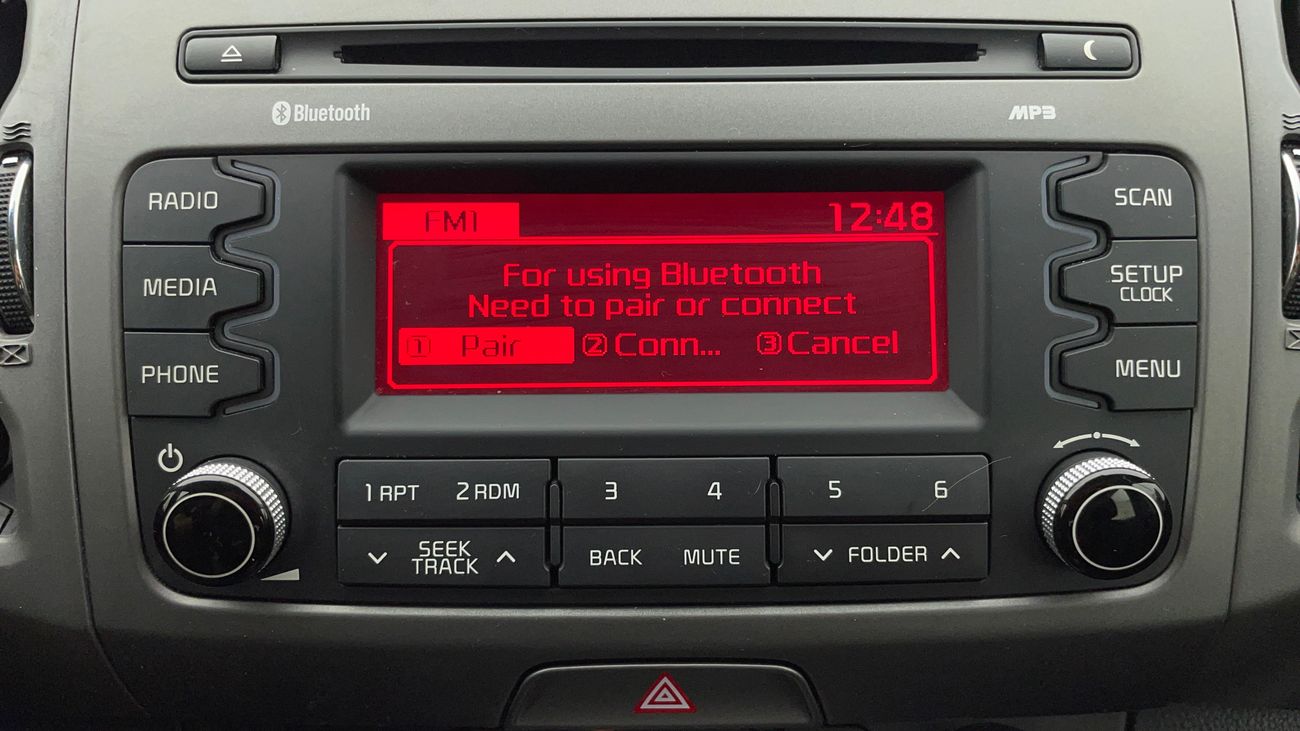 Bluetooth
MP3
RADIO
MEDIA
PHONE
FM1
12:48
For using Bluetooth
Need to pair or connect
1 Pair
2 Conn...
3 Cancel
SCAN
SETUP
CLOCK
MENU
1 RPT
2 RDM
3
4
5
6
SEEK
TRACK
BACK
MUTE
FOLDER